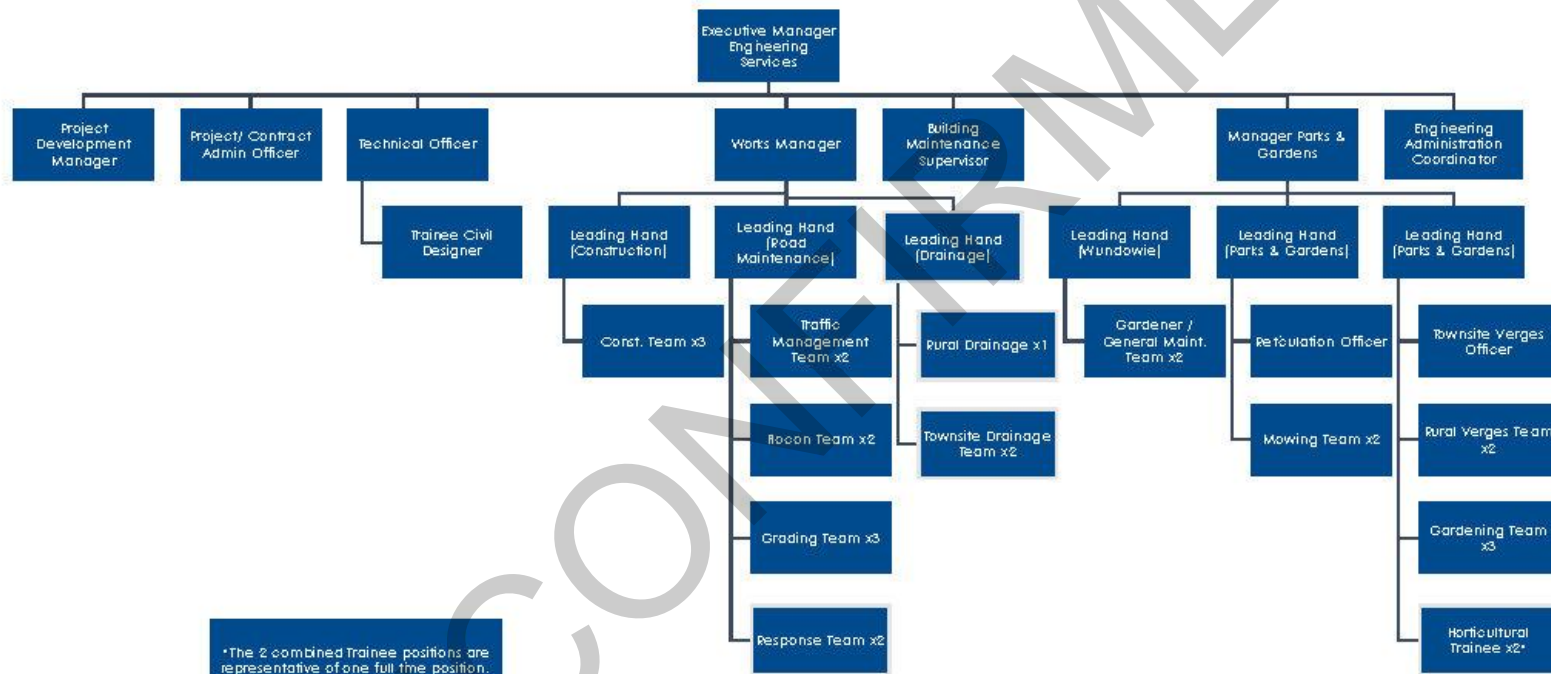 Executive Manager
Engineering
Services
Project
Development
Manager
Project/ Contract
Admin Officer
Technical Officer
Works Manager
Building
Maintenance
Supervisor
Manager Parks &
Gardens
Engineering
Administration
Coordinator
Trainee Civil
Designer
Leading Hand
(Construction)
Leading Hand
(Road
Maintenance)
Leading Hand
(Drainage)
Leading Hand
(Wundowie)
Leading Hand
(Parks & Gardens)
Leading Hand
(Parks & Gardens)
Const. Team x3
Traffic
Management
Team x2
Rural Drainage x1
Gardener /
General Maint.
Team x2
Reticulation Officer
Townsite Verges
Officer
Rocon Team x2
Townsite Drainage
Team x2
Mowing Team x2
Rural Verges Team
x2
Grading Team x3
Gardening Team
x3
Response Team x2
Horticultural
Trainee x2*
*The 2 combined Trainee positions are
representative of one full time position.
CONFIRME